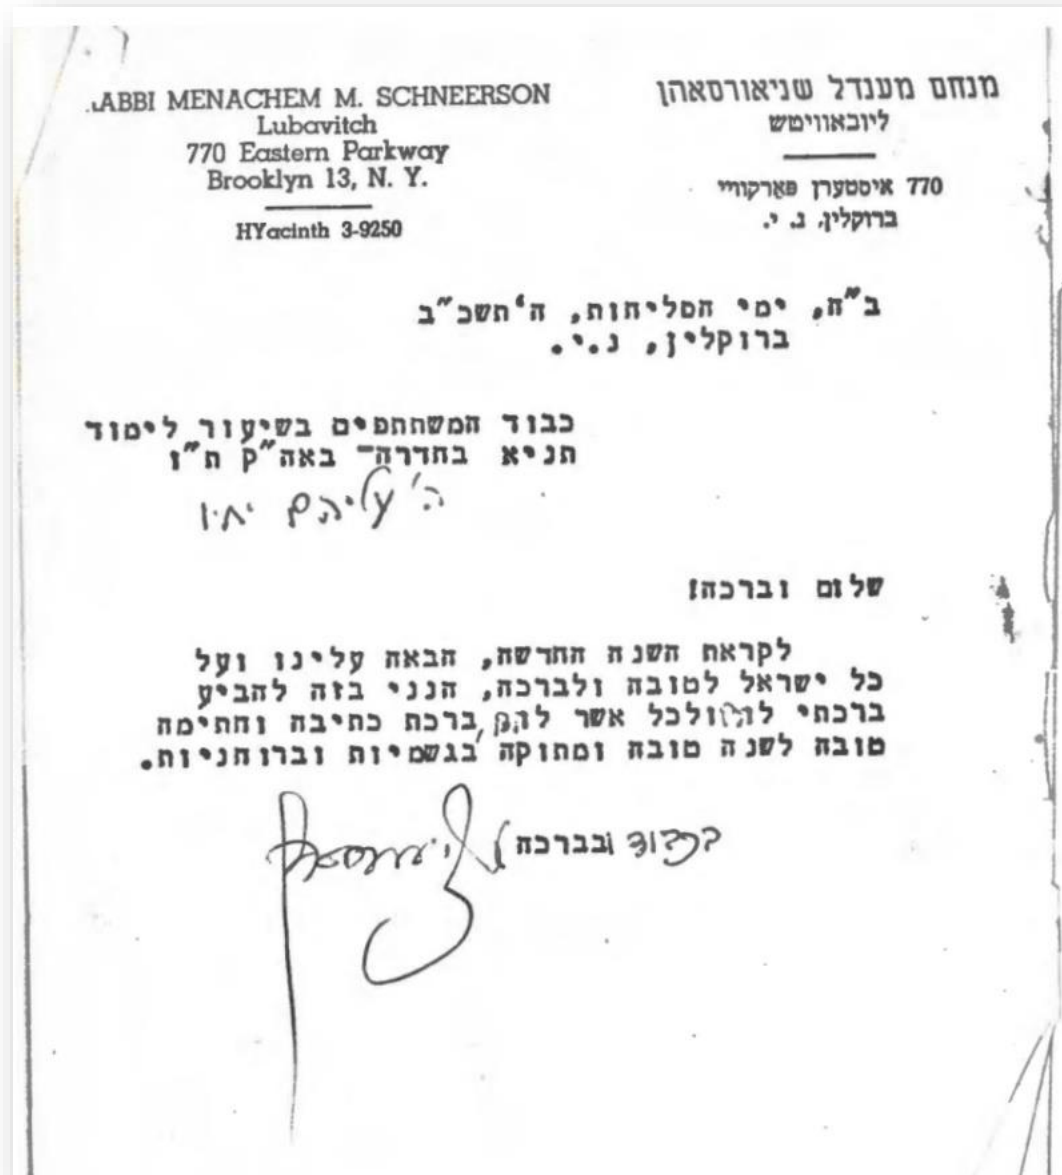 RABBI MENACHEM M. SCHNEERSON
Lubavitch
770 Eastern Parkway
Brooklyn 13, N. Y.
HYacinth 3-9250
מנחם מענדל שניאורסאהן
ליובאוויטש
770 איסטערן פארקוויי
ברוקלין, נ. י.
ב״ה, ימי הסליחות, ה'תשכ״ב
ברוקלין, נ.י.
כבוד המשתתפים בשיעור לימוד
תניא בחדרה- באה״ק ת״ו
ה' עליהם יחיו
שלום וברכה!
לקראת השנה החדשה, הבאה עלינו ועל
כל ישראל לטובה ולברכה, הנני בזה להביע
ברכתי להם ולכל אשר להם, ברכת כתיבה וחתימה
טובה לשנה טובה ומתוקה בגשמיות וברוחניות.
בכבוד ובברכה